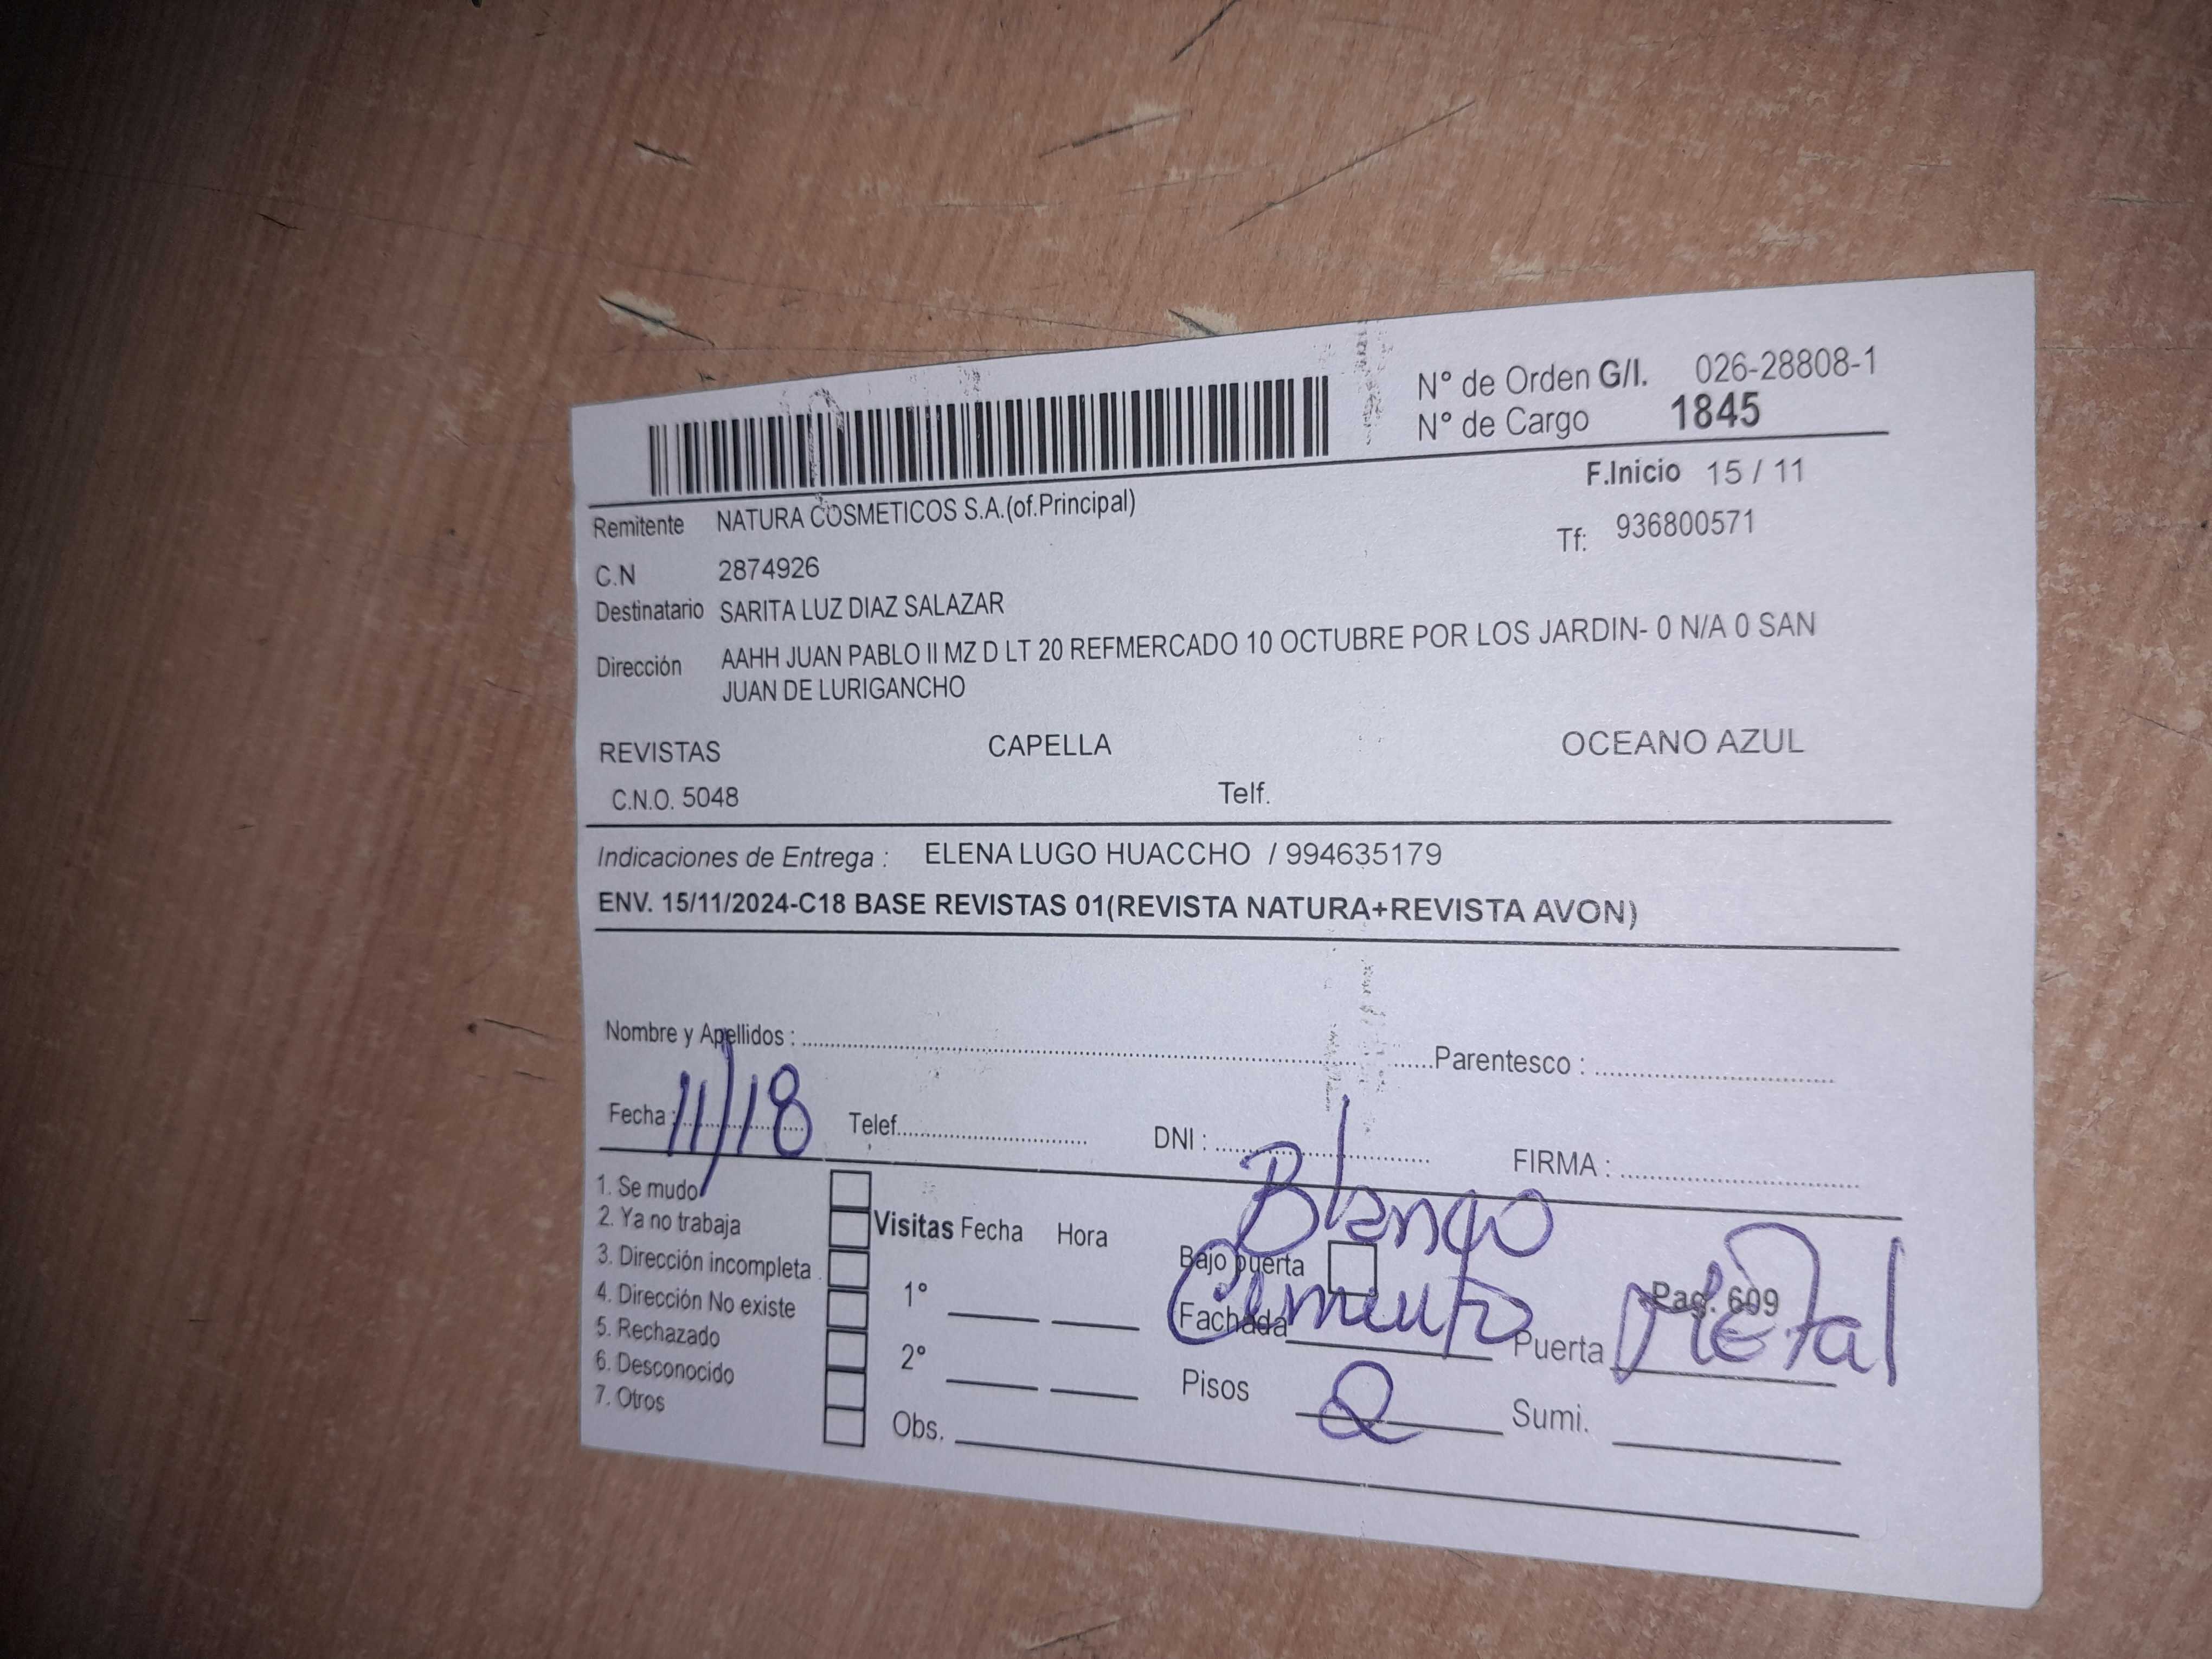 N° de Orden G/I. 026-28808-1
N° de Cargo 1845
F.Inicio 15 / 11
Remitente NATURA COSMETICOS S.A.(of.Principal)
Tf: 936800571
C.N 2874926
Destinatario SARITA LUZ DIAZ SALAZAR
Dirección AAHH JUAN PABLO II MZ D LT 20 REFMERCADO 10 OCTUBRE POR LOS JARDIN- 0 N/A 0 SAN
JUAN DE LURIGANCHO
REVISTAS CAPELLA OCEANO AZUL
C.N.O. 5048 Telf.
Indicaciones de Entrega : ELENA LUGO HUACCHO / 994635179
ENV. 15/11/2024-C18 BASE REVISTAS 01(REVISTA NATURA+REVISTA AVON)
Nombre y Apellidos : Parentesco :
Fecha : 11/18 Telef. DNI : FIRMA :
1. Se mudo
2. Ya no trabaja
3. Dirección incompleta
4. Dirección No existe
5. Rechazado
6. Desconocido
7. Otros
Visitas Fecha Hora
1°
2°
Obs.
Blanco
Bajo puerta
Pag. 609
Fachada Cemento Puerta Metal
Pisos 2 Sumi.